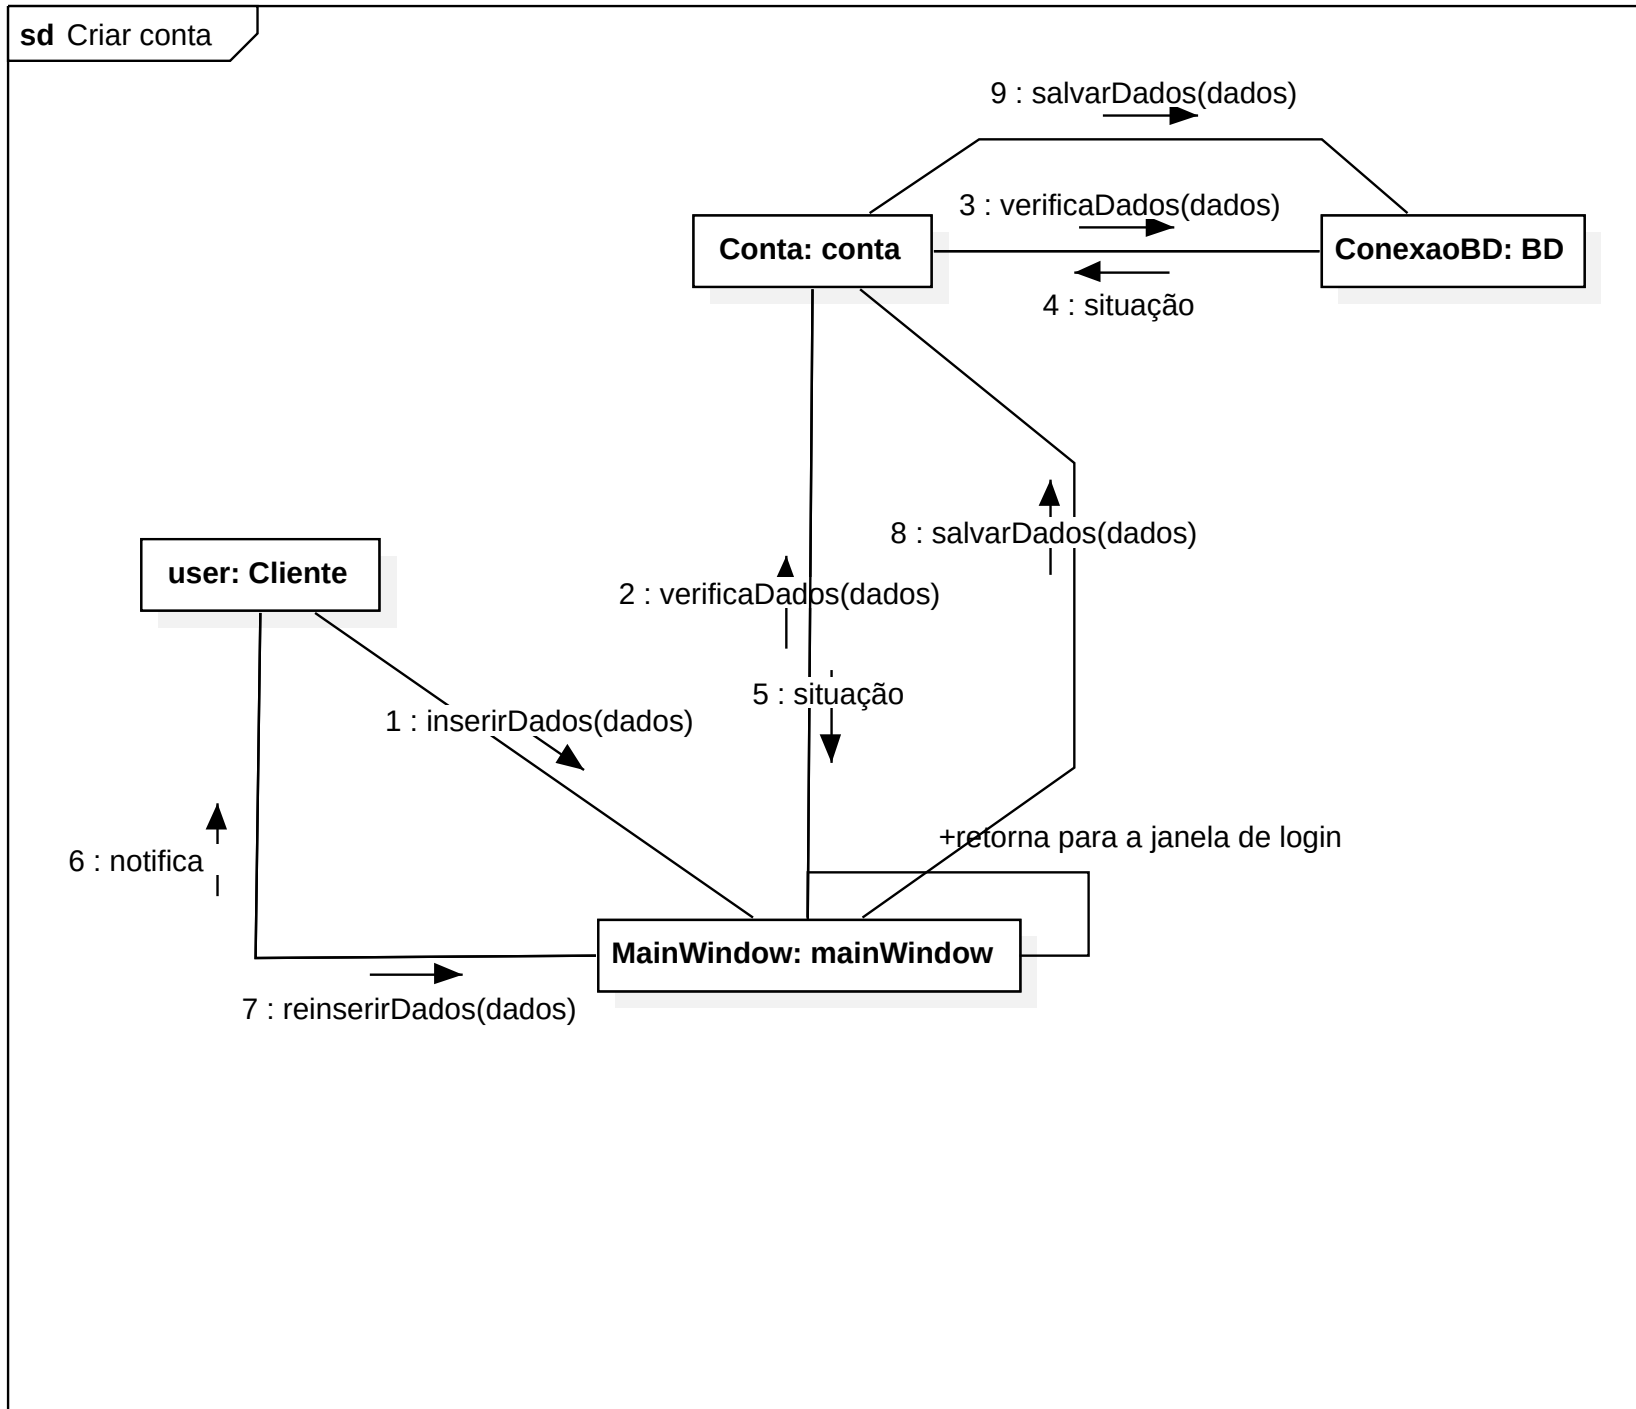 sd Criar conta
9 : salvarDados(dados)
3 : verificaDados(dados)
Conta: conta
ConexaoBD: BD
4 : situação
8 : salvarDados(dados)
user: Cliente
2 : verificaDados(dados)
5 : situação
1 : inserirDados(dados)
+retorna para a janela de login
6 : notifica
MainWindow: mainWindow
7 : reinserirDados(dados)